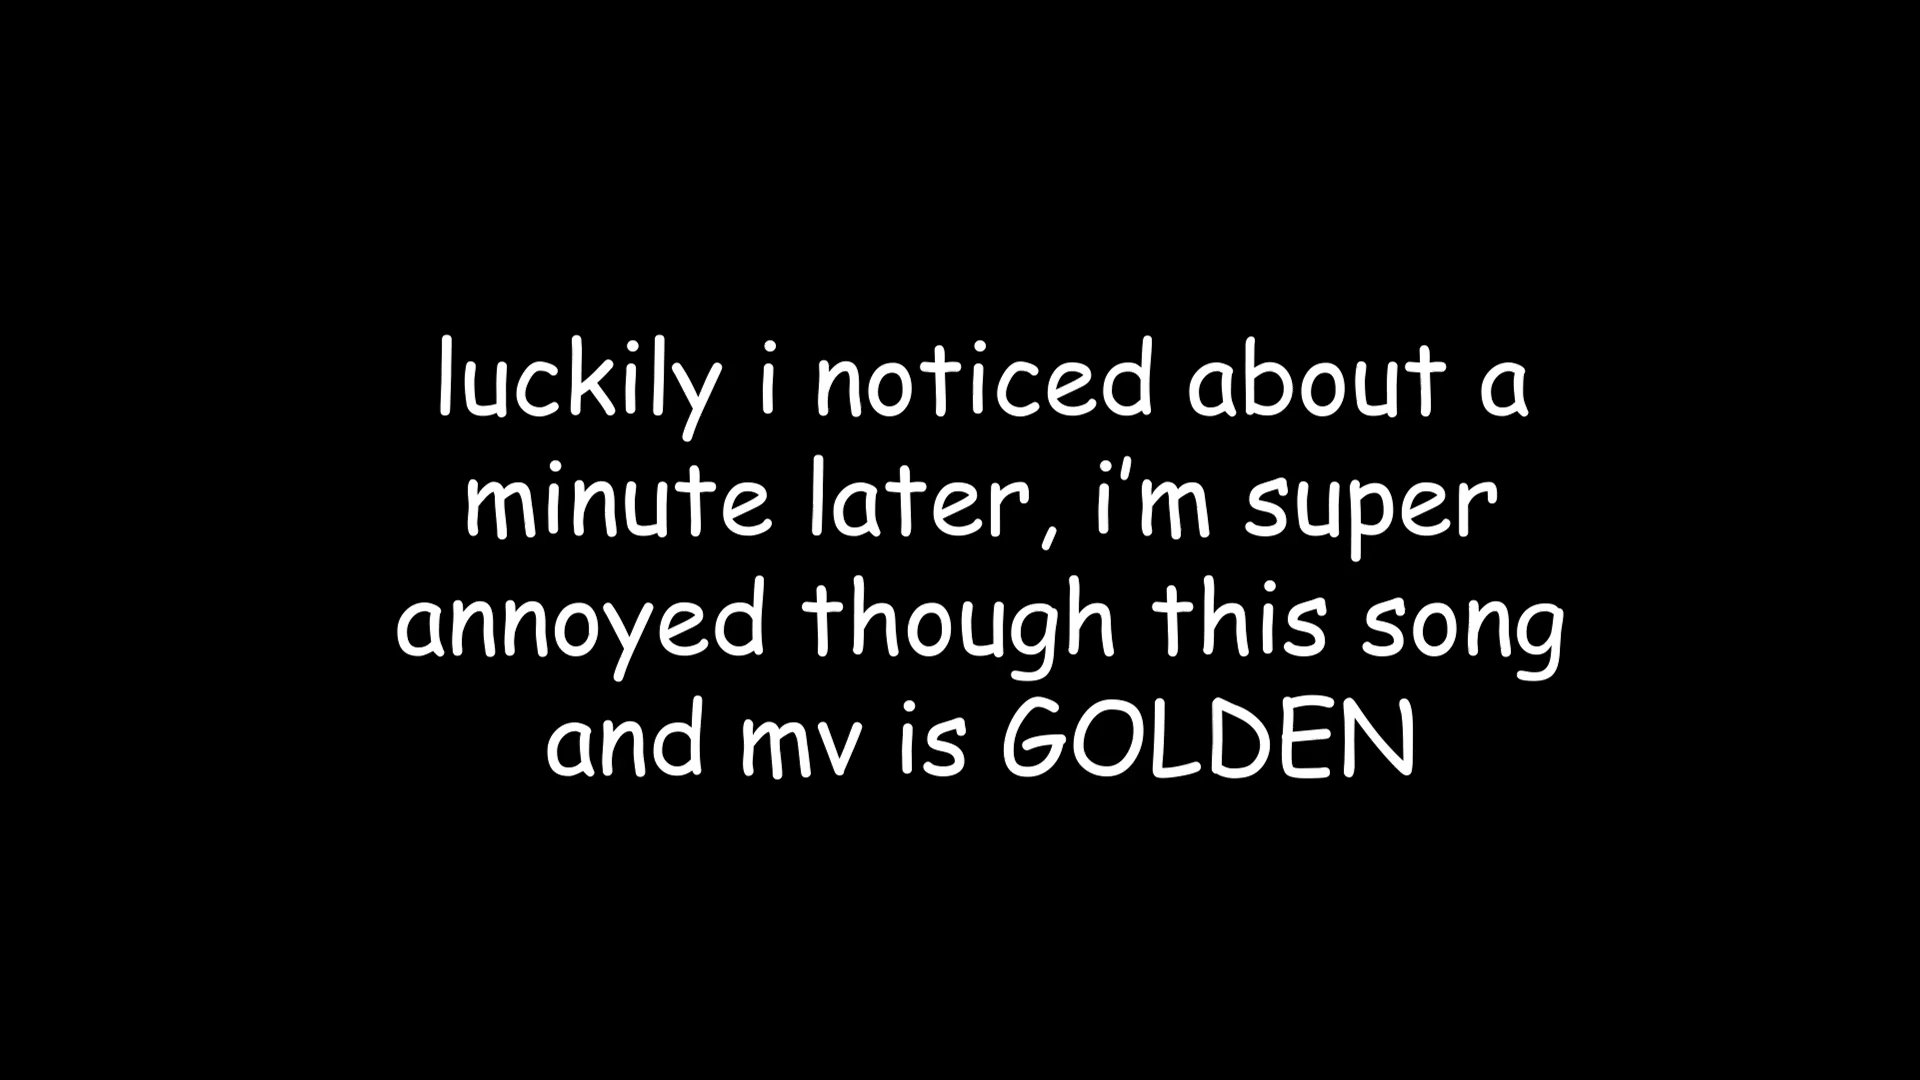 luckily i noticed about a
minute later, i'm super
annoyed though this song
and mv is GOLDEN